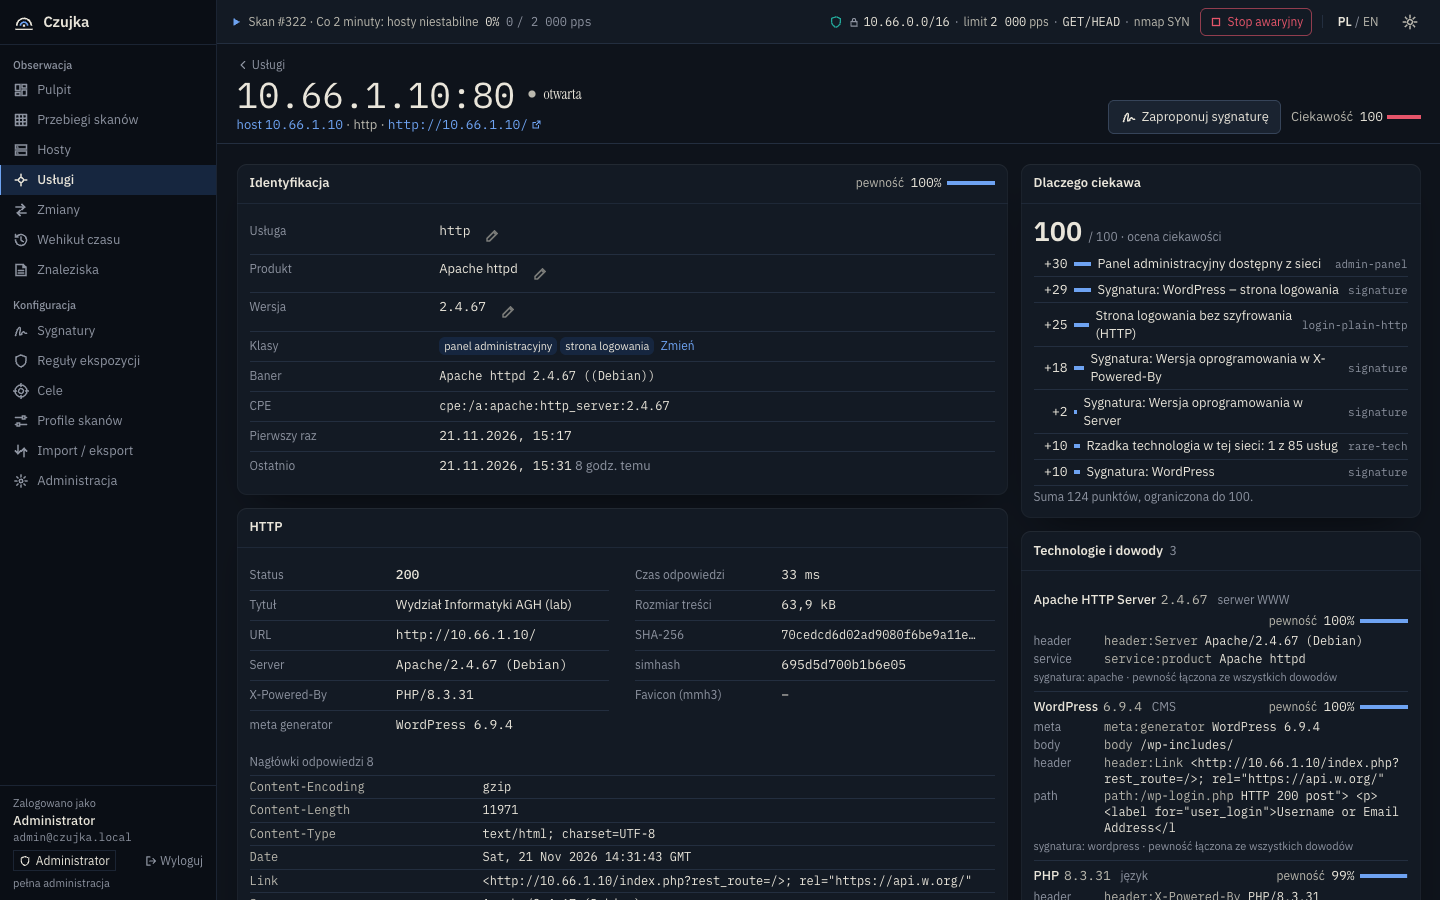 Czujka
Skan #322 · Co 2 minuty: hosty niestabilne 0% 0 / 2 000 pps
10.66.0.0/16 · limit 2 000 pps · GET/HEAD · nmap SYN
Stop awaryjny
PL / EN
Obserwacja
Pulpit
Przebiegi skanów
Hosty
Usługi
Zmiany
Wehikuł czasu
Znaleziska
Konfiguracja
Sygnatury
Reguły ekspozycji
Cele
Profile skanów
Import / eksport
Administracja
Zalogowano jako
Administrator
admin@czujka.local
Administrator
Wyloguj
pełna administracja
Usługi
10.66.1.10:80 otwarta
host 10.66.1.10 · http · http://10.66.1.10/
Zaproponuj sygnaturę
Ciekawość 100
Identyfikacja
pewność 100%
Usługa http
Produkt Apache httpd
Wersja 2.4.67
Klasy panel administracyjny strona logowania Zmień
Baner Apache httpd 2.4.67 ((Debian))
CPE cpe:/a:apache:http_server:2.4.67
Pierwszy raz 21.11.2026, 15:17
Ostatnio 21.11.2026, 15:31 8 godz. temu
HTTP
Status 200
Tytuł Wydział Informatyki AGH (lab)
URL http://10.66.1.10/
Server Apache/2.4.67 (Debian)
X-Powered-By PHP/8.3.31
meta generator WordPress 6.9.4
Czas odpowiedzi 33 ms
Rozmiar treści 63,9 kB
SHA-256 70cedcd6d02ad9080f6be9a11e…
simhash 695d5d700b1b6e05
Favicon (mmh3) –
Nagłówki odpowiedzi 8
Content-Encoding gzip
Content-Length 11971
Content-Type text/html; charset=UTF-8
Date Sat, 21 Nov 2026 14:31:43 GMT
Link <http://10.66.1.10/index.php?rest_route=/>; rel="https://api.w.org/"
Dlaczego ciekawa
100 / 100 · ocena ciekawości
+30 Panel administracyjny dostępny z sieci admin-panel
+29 Sygnatura: WordPress – strona logowania signature
+25 Strona logowania bez szyfrowania (HTTP) login-plain-http
+18 Sygnatura: Wersja oprogramowania w X-Powered-By signature
+2 Sygnatura: Wersja oprogramowania w Server signature
+10 Rzadka technologia w tej sieci: 1 z 85 usług rare-tech
+10 Sygnatura: WordPress signature
Suma 124 punktów, ograniczona do 100.
Technologie i dowody 3
Apache HTTP Server 2.4.67 serwer WWW
pewność 100%
header header:Server Apache/2.4.67 (Debian)
service service:product Apache httpd
sygnatura: apache · pewność łączona ze wszystkich dowodów
WordPress 6.9.4 CMS pewność 100%
meta meta:generator WordPress 6.9.4
body body /wp-includes/
header header:Link <http://10.66.1.10/index.php?
rest_route=/>; rel="https://api.w.org/"
path path:/wp-login.php HTTP 200 post"> <p>
<label for="user_login">Username or Email
Address</l
sygnatura: wordpress · pewność łączona ze wszystkich dowodów
PHP 8.3.31 język pewność 99%
header header:X-Powered-By PHP/8.3.31